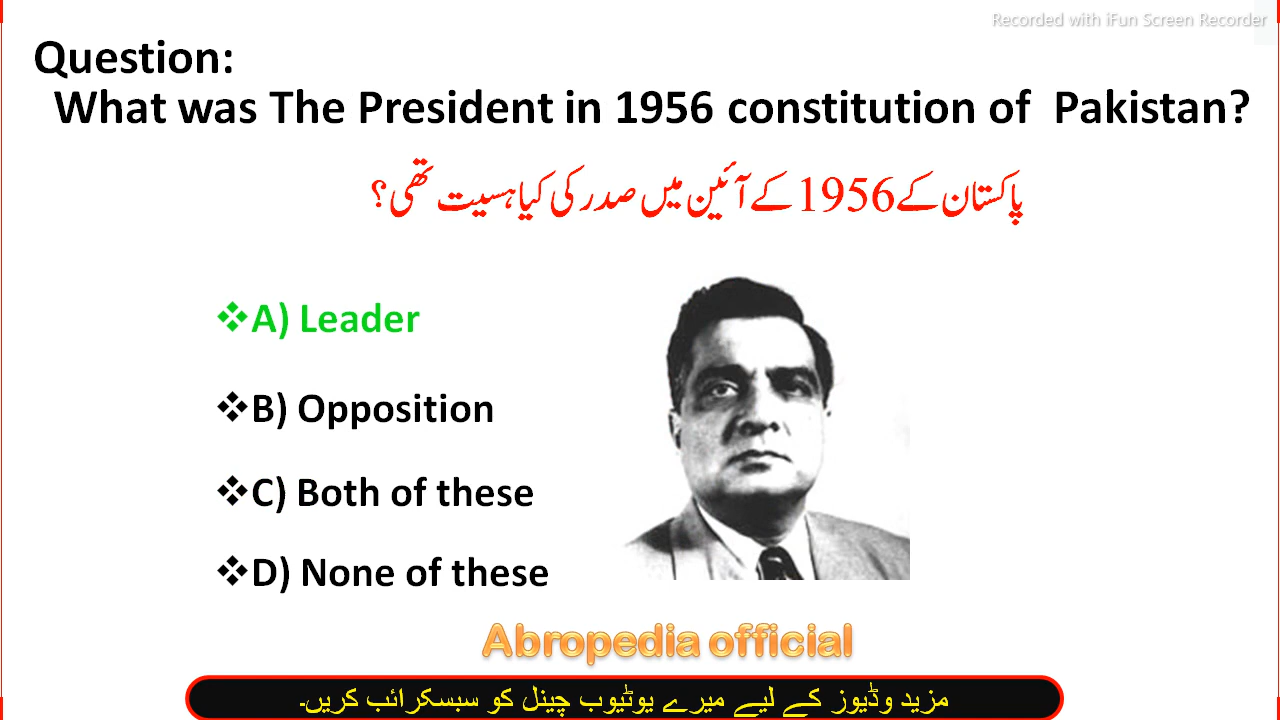 Recorded with iFun Screen Recorder
Question:
What was The President in 1956 constitution of Pakistan?
پاکستان کے 1956 کے آئین میں صدر کی کیا ہسیت تھی؟
❖A) Leader
❖B) Opposition
❖C) Both of these
❖D) None of these
Abropedia official
مزید وڈیوز کے لیے میرے یوٹیوب چینل کو سبسکرائب کریں۔